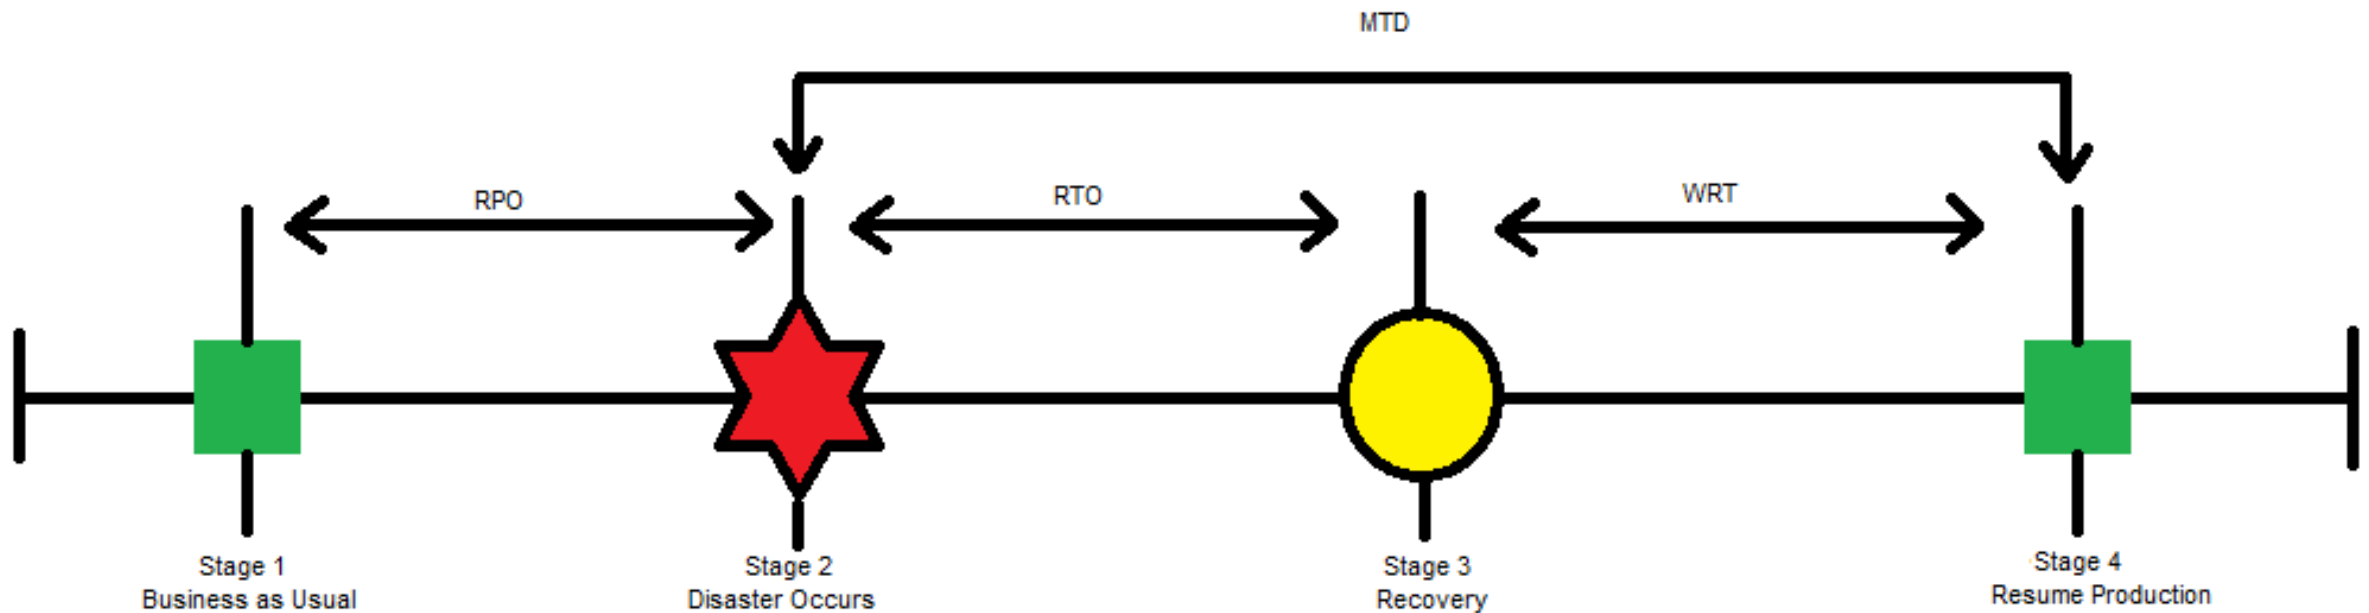 MTD
RPO
RTO
WRT
Stage 1
Business as Usual
Stage 2
Disaster Occurs
Stage 3
Recovery
Stage 4
Resume Production